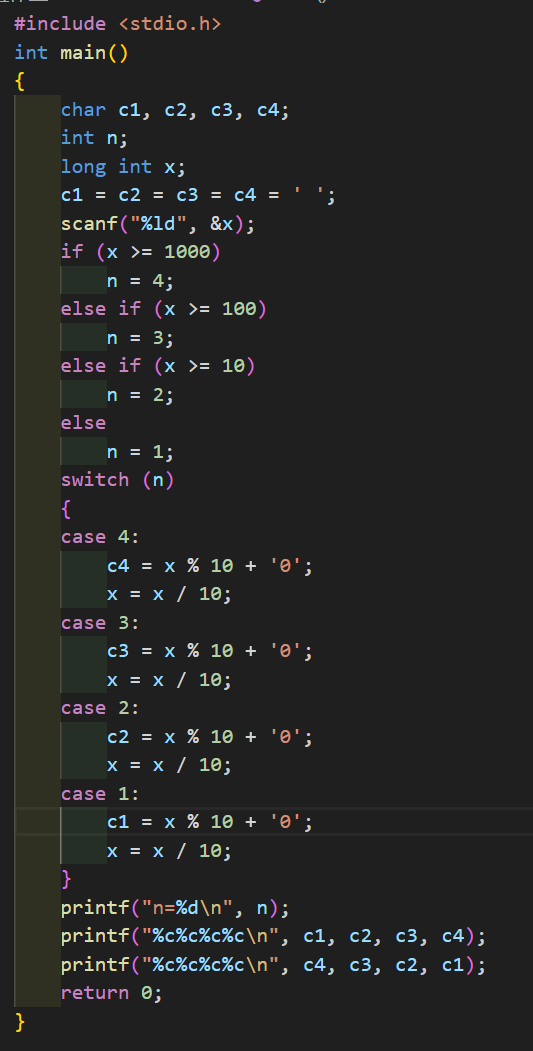 #include <stdio.h>
int main()
{
    char c1, c2, c3, c4;
    int n;
    long int x;
    c1 = c2 = c3 = c4 = ' ';
    scanf("%ld", &x);
    if (x >= 1000)
        n = 4;
    else if (x >= 100)
        n = 3;
    else if (x >= 10)
        n = 2;
    else
        n = 1;
    switch (n)
    {
    case 4:
        c4 = x % 10 + '0';
        x = x / 10;
    case 3:
        c3 = x % 10 + '0';
        x = x / 10;
    case 2:
        c2 = x % 10 + '0';
        x = x / 10;
    case 1:
        c1 = x % 10 + '0';
        x = x / 10;
    }
    printf("n=%d\n", n);
    printf("%c%c%c%c\n", c1, c2, c3, c4);
    printf("%c%c%c%c\n", c4, c3, c2, c1);
    return 0;
}